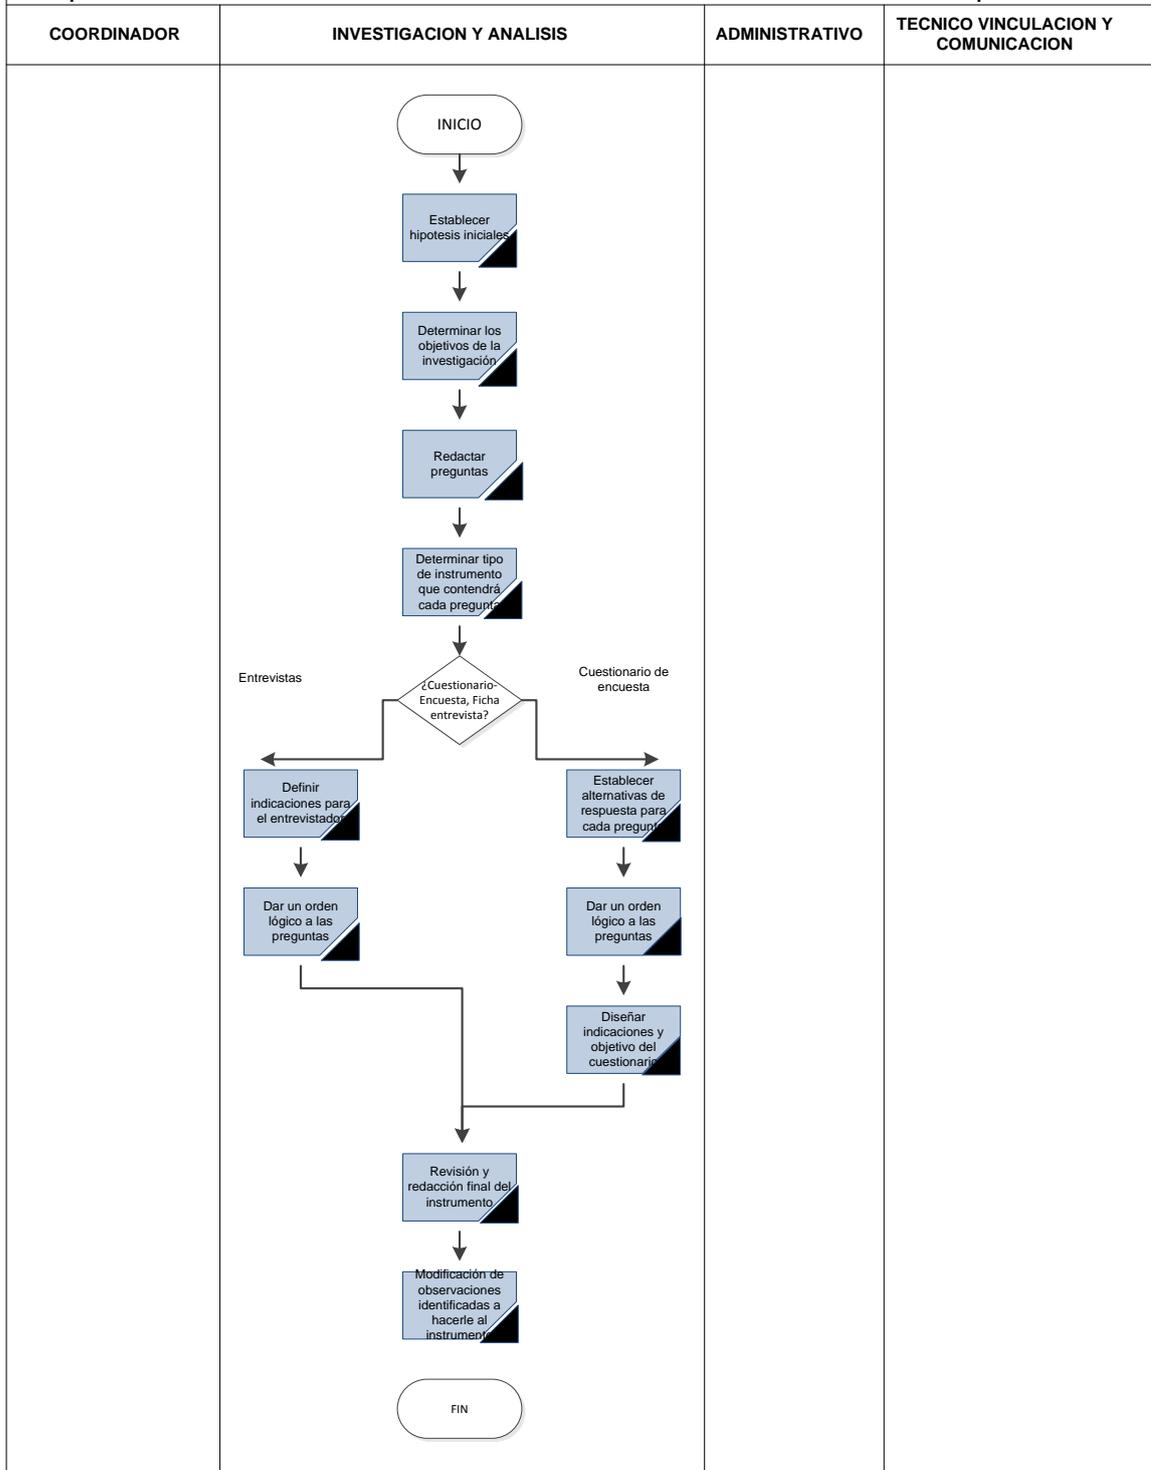 COORDINADOR
INVESTIGACION Y ANALISIS
ADMINISTRATIVO
TECNICO VINCULACION Y
COMUNICACION
INICIO
Establecer
hipotesis iniciales
Determinar los
objetivos de la
investigación
Redactar
preguntas
Determinar tipo
de instrumento
que contendrá
cada pregunta
Entrevistas
¿Cuestionario-
Encuesta, Ficha
entrevista?
Cuestionario de
encuesta
Definir
indicaciones para
el entrevistador
Establecer
alternativas de
respuesta para
cada pregunta
Dar un orden
lógico a las
preguntas
Dar un orden
lógico a las
preguntas
Diseñar
indicaciones y
objetivo del
cuestionario
Revisión y
redacción final del
instrumento
Modificación de
observaciones
identificadas a
hacerle al
instrumento
FIN